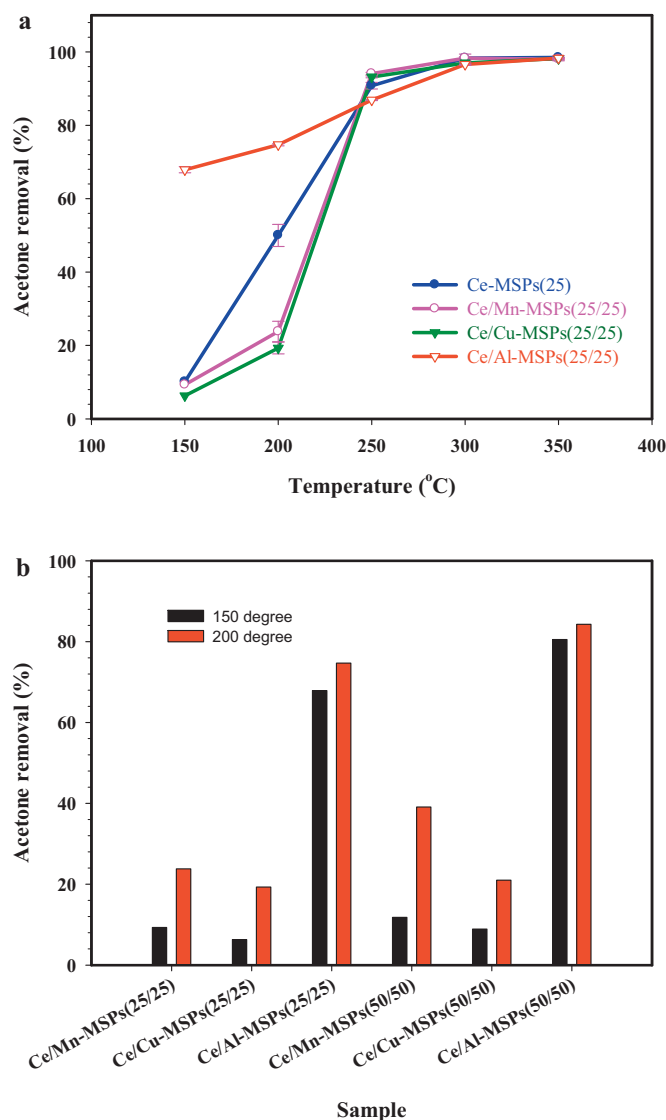 a
100
80
60
40
20
0
Acetone removal (%)
Ce-MSPs(25)
Ce/Mn-MSPs(25/25)
Ce/Cu-MSPs(25/25)
Ce/Al-MSPs(25/25)
100 150 200 250 300 350 400
Temperature (°C)
b
100
80
60
40
20
0
Acetone removal (%)
150 degree
200 degree
Ce/Mn-MSPs(25/25)
Ce/Cu-MSPs(25/25)
Ce/Al-MSPs(25/25)
Ce/Mn-MSPs(50/50)
Ce/Cu-MSPs(50/50)
Ce/Al-MSPs(50/50)
Sample